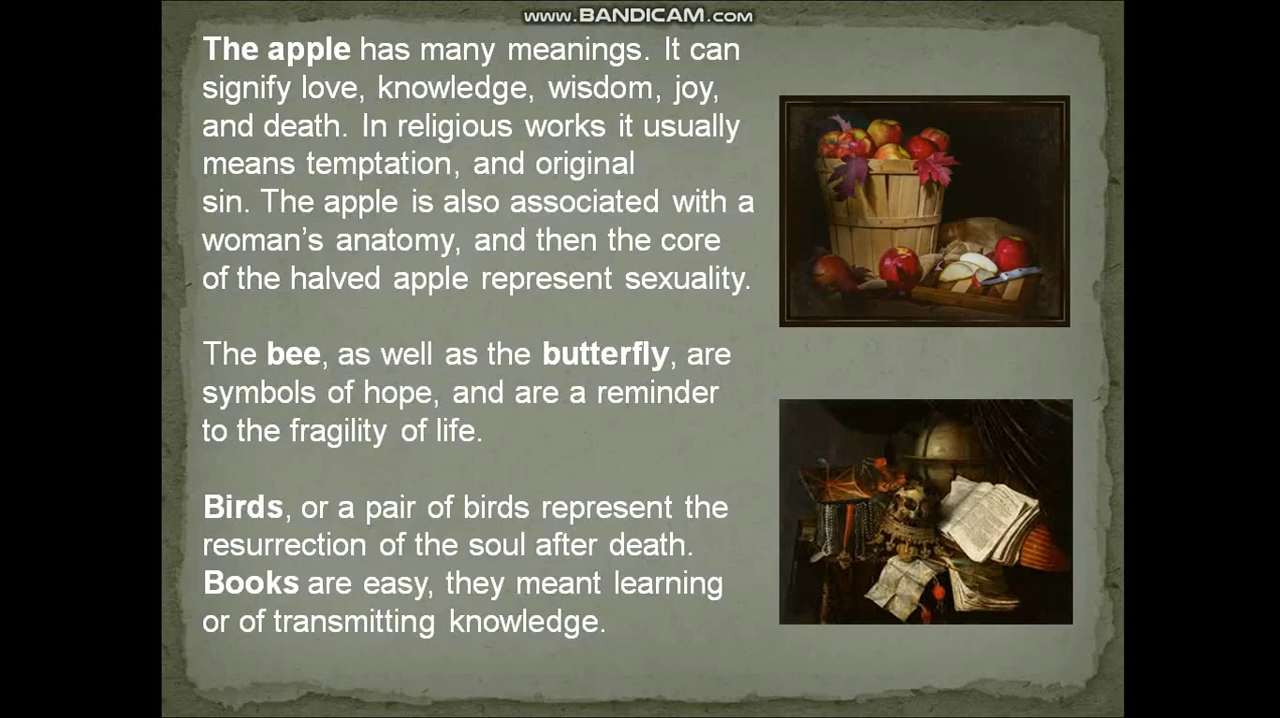 www.BANDICAM.com
The apple has many meanings. It can
signify love, knowledge, wisdom, joy,
and death. In religious works it usually
means temptation, and original
sin. The apple is also associated with a
woman’s anatomy, and then the core
of the halved apple represent sexuality.
The bee, as well as the butterfly, are
symbols of hope, and are a reminder
to the fragility of life.
Birds, or a pair of birds represent the
resurrection of the soul after death.
Books are easy, they meant learning
or of transmitting knowledge.